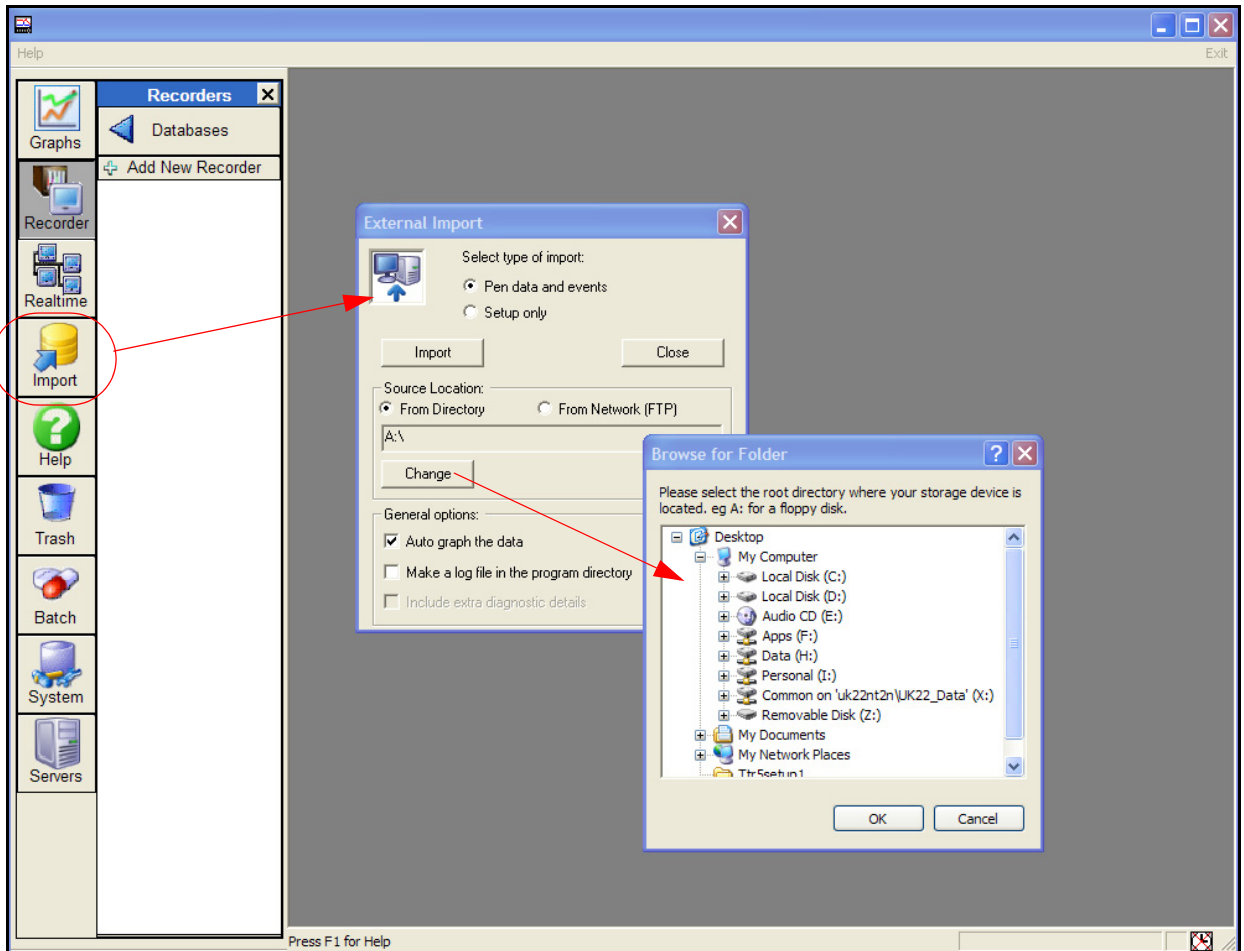 Help
Exit
Graphs
Recorder
Realtime
Import
Help
Trash
Batch
System
Servers
Recorders
Databases
Add New Recorder
External Import
Select type of import:
Pen data and events
Setup only
Import
Close
Source Location:
From Directory
From Network (FTP)
A:\
Change
General options:
Auto graph the data
Make a log file in the program directory
Include extra diagnostic details
Browse for Folder
Please select the root directory where your storage device is
located. eg A: for a floppy disk.
Desktop
My Computer
Local Disk (C:)
Local Disk (D:)
Audio CD (E:)
Apps (F:)
Data (H:)
Personal (I:)
Common on 'uk22nt2n\UK22_Data' (X:)
Removable Disk (Z:)
My Documents
My Network Places
Ttr5setup1
OK
Cancel
Press F1 for Help